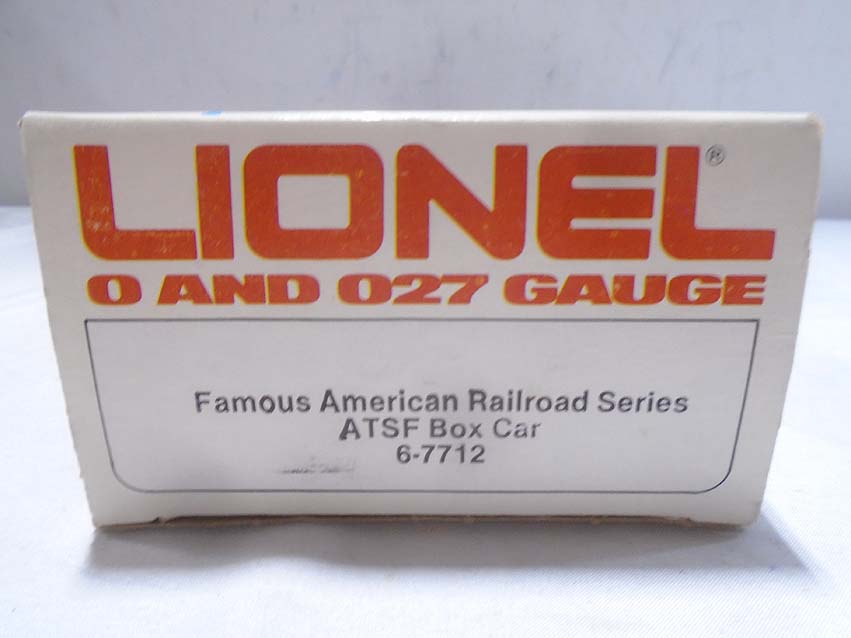 LIONEL®
O AND O27 GAUGE
Famous American Railroad Series
ATSF Box Car
6-7712